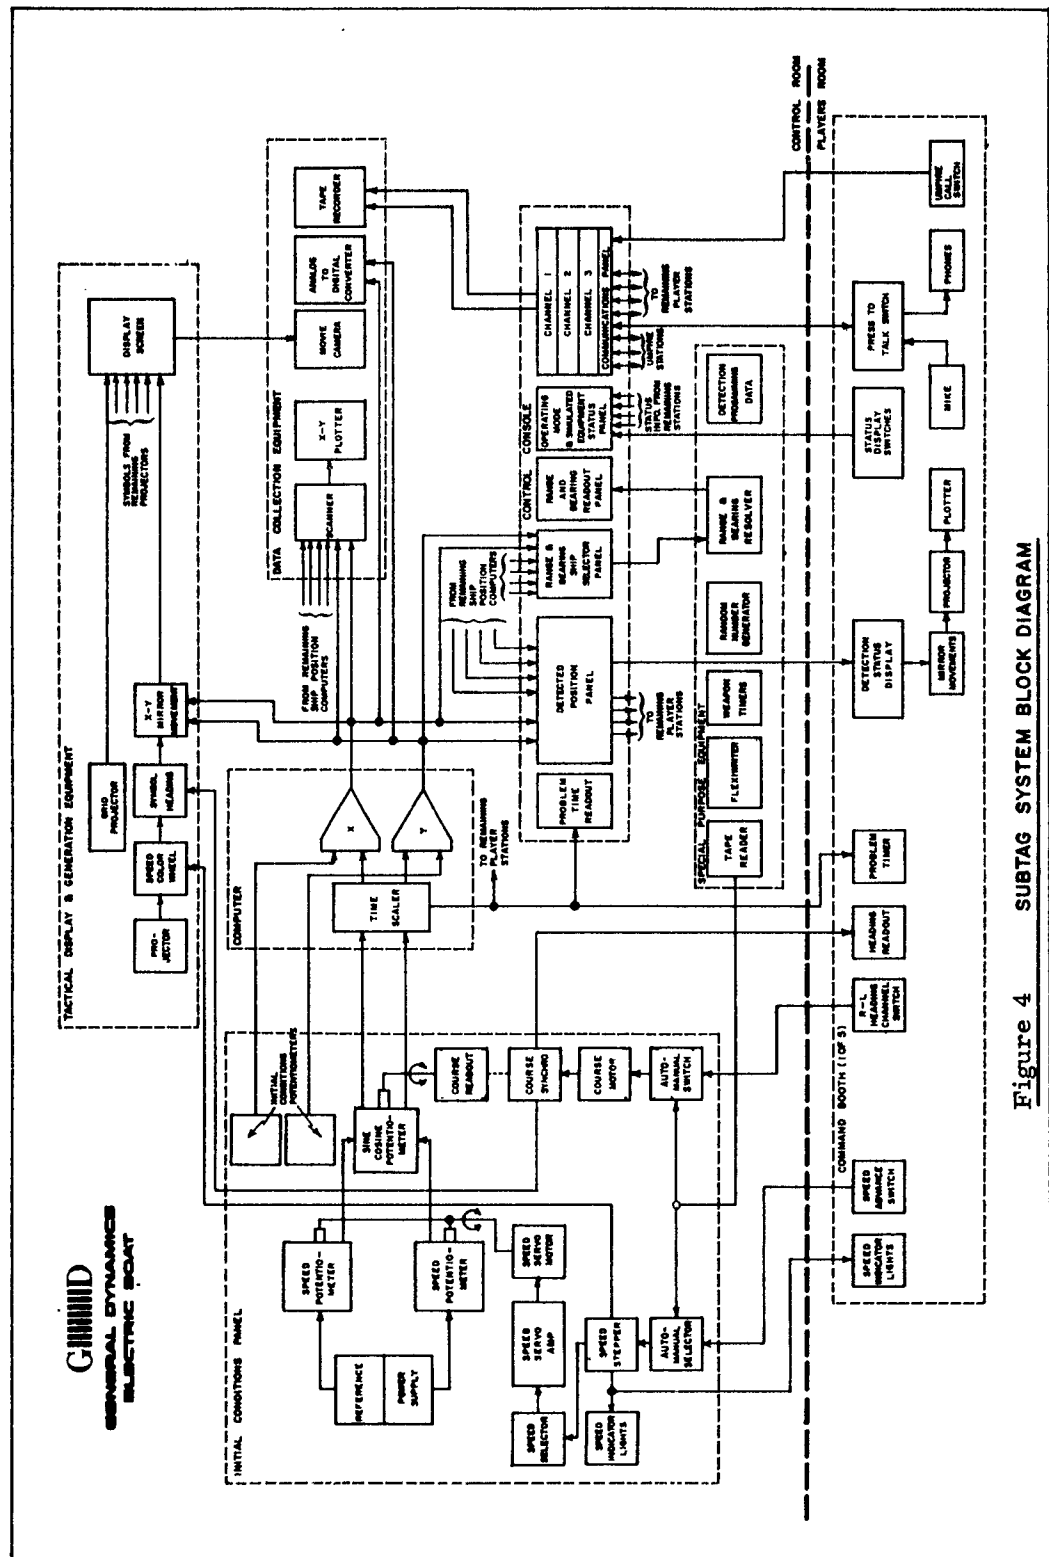 GENERAL DYNAMICS
ELECTRIC BOAT
TACTICAL DISPLAY & GENERATION EQUIPMENT
PRO-
JECTOR
SPEED
COLOR
WHEEL
SYMBOL
HEADING
X-Y
MIRROR
MOVEMENT
GRID
PROJECTOR
SYMBOLS FROM
REMAINING
PROJECTORS
DISPLAY
SCREEN
INITIAL CONDITIONS PANEL
REFERENCE
POWER
SUPPLY
SPEED
POTENTIO-
METER
SPEED
POTENTIO-
METER
INITIAL
CONDITIONS
POTENTIOMETERS
SINE
COSINE
POTENTIO-
METER
COURSE
READOUT
SPEED
SELECTOR
SPEED
SERVO
AMP
SPEED
SERVO
MOTOR
COURSE
SYNCHRO
SPEED
INDICATOR
LIGHTS
SPEED
STEPPER
COURSE
MOTOR
AUTO-
MANUAL
SELECTOR
AUTO-
MANUAL
SWITCH
COMPUTER
TIME
SCALER
X
Y
TO REMAINING
PLAYER
STATIONS
DATA COLLECTION EQUIPMENT
FROM REMAINING
SHIP POSITION
COMPUTERS
SCANNER
X-Y
PLOTTER
MOVIE
CAMERA
ANALOG
TO
DIGITAL
CONVERTER
TAPE
RECORDER
CONTROL CONSOLE
PROBLEM
TIME
READOUT
DETECTED
POSITION
PANEL
FROM
REMAINING
SHIP
POSITION
COMPUTERS
RANGE &
BEARING
SHIP
SELECTOR
PANEL
RANGE
AND
BEARING
READOUT
PANEL
OPERATING
MODE
& SIMULATED
EQUIPMENT
STATUS
PANEL
CHANNEL 1
CHANNEL 2
CHANNEL 3
COMMUNICATIONS PANEL
TO
REMAINING
PLAYER
STATIONS
STATUS
INFO. FROM
REMAINING
STATIONS
UMPIRE
STATIONS
TO
REMAINING
PLAYER
STATIONS
SPECIAL PURPOSE EQUIPMENT
TAPE
READER
FLEXIWRITER
WEAPON
TIMERS
RANDOM
NUMBER
GENERATOR
RANGE &
BEARING
RESOLVER
DETECTION
PROGRAMING
DATA
CONTROL ROOM
PLAYERS ROOM
COMMAND BOOTH (1 OF 5)
SPEED
INDICATOR
LIGHTS
SPEED
ADVANCE
SWITCH
R-L
HEADING
CHANNEL
SWITCH
HEADING
READOUT
PROBLEM
TIMER
DETECTION
STATUS
DISPLAY
STATUS
DISPLAY
SWITCHES
PRESS TO
TALK SWITCH
MIRROR
MOVEMENTS
PROJECTOR
PLOTTER
MIKE
PHONES
UMPIRE
CALL
SWITCH
Figure 4 SUBTAG SYSTEM BLOCK DIAGRAM